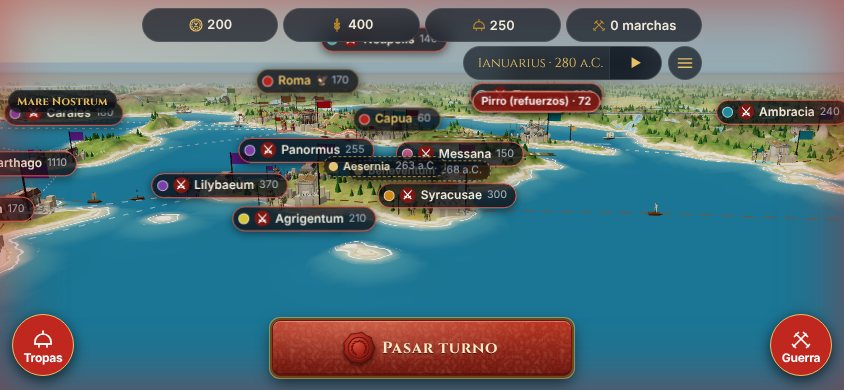 200
400
250
0 marchas
Neapolis 140
IANUARIUS · 280 A.C.
Roma 170
MARE NOSTRUM
Carales 160
Pirro (refuerzos) · 72
Capua 60
Ambracia 240
Panormus 255
Messana 150
arthago 1110
Aesernia 263 a.C.
268 a.C.
Lilybaeum 370
Syracusae 300
170
Agrigentum 210
Tropas
PASAR TURNO
Guerra